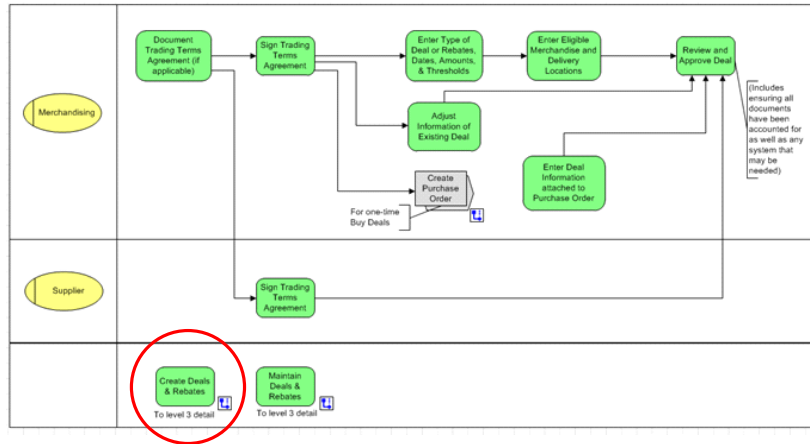 Document
Trading Terms
Agreement (if
applicable)
Sign Trading
Terms
Agreement
Enter Type of
Deal or Rebates,
Dates, Amounts,
& Thresholds
Enter Eligible
Merchandise and
Delivery
Locations
Review and
Approve Deal
Merchandising
Adjust
Information of
Existing Deal
(Includes
ensuring all
documents
have been
accounted for
as well as any
system that
may be
needed)
Create
Purchase
Order
For one-time
Buy Deals
Enter Deal
Information
attached to
Purchase Order
Supplier
Sign Trading
Terms
Agreement
Create Deals
& Rebates
To level 3 detail
Maintain
Deals &
Rebates
To level 3 detail